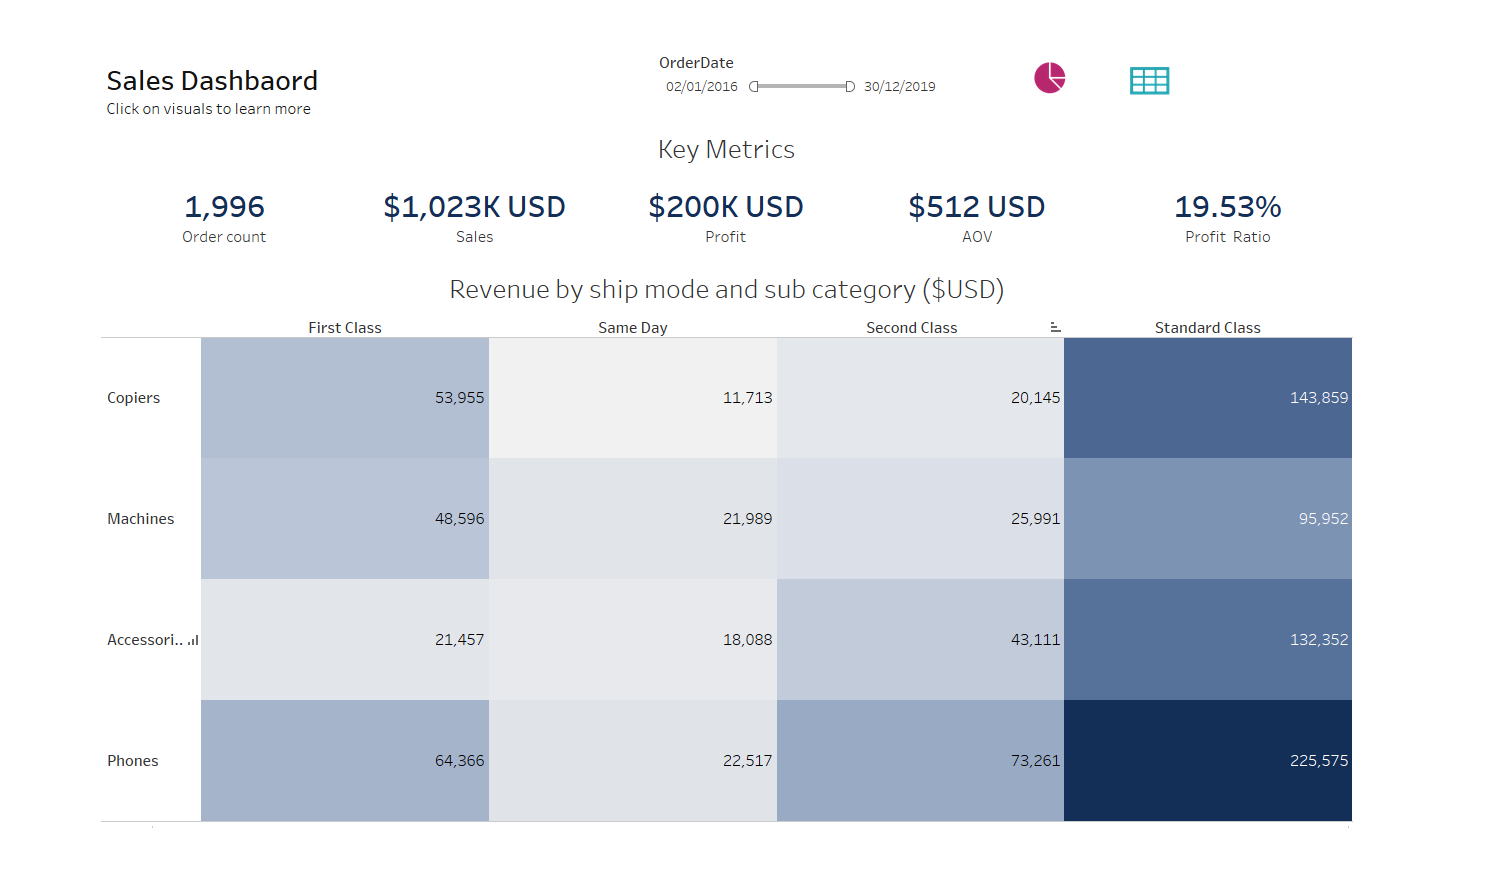 Sales Dashbaord
Click on visuals to learn more
OrderDate
02/01/2016 30/12/2019
Key Metrics
1,996 $1,023K USD $200K USD $512 USD 19.53%
Order count Sales Profit AOV Profit Ratio
Revenue by ship mode and sub category ($USD)
First Class Same Day Second Class Standard Class
Copiers 53,955 11,713 20,145 143,859
Machines 48,596 21,989 25,991 95,952
Accessori.. 21,457 18,088 43,111 132,352
Phones 64,366 22,517 73,261 225,575